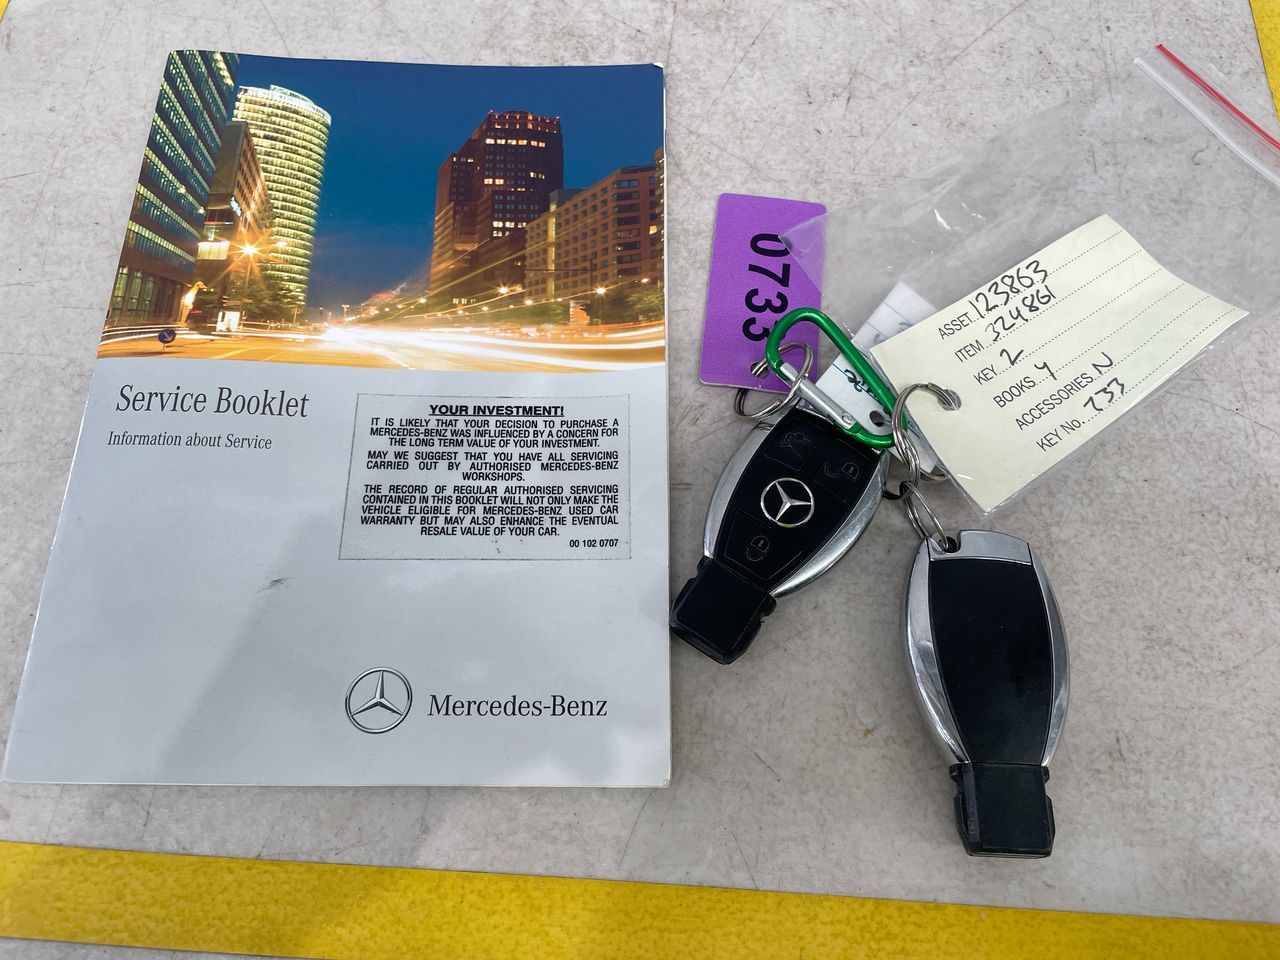 Service Booklet
Information about Service
YOUR INVESTMENT!
IT IS LIKELY THAT YOUR DECISION TO PURCHASE A
MERCEDES-BENZ WAS INFLUENCED BY A CONCERN FOR
THE LONG TERM VALUE OF YOUR INVESTMENT.
MAY WE SUGGEST THAT YOU HAVE ALL SERVICING
CARRIED OUT BY AUTHORISED MERCEDES-BENZ
WORKSHOPS.
THE RECORD OF REGULAR AUTHORISED SERVICING
CONTAINED IN THIS BOOKLET WILL NOT ONLY MAKE THE
VEHICLE ELIGIBLE FOR MERCEDES-BENZ USED CAR
WARRANTY BUT MAY ALSO ENHANCE THE EVENTUAL
RESALE VALUE OF YOUR CAR.
00 102 0707
Mercedes-Benz
0733
ASSET 123863
ITEM 324861
KEY 2
BOOKS Y
ACCESSORIES N
KEY No. 733